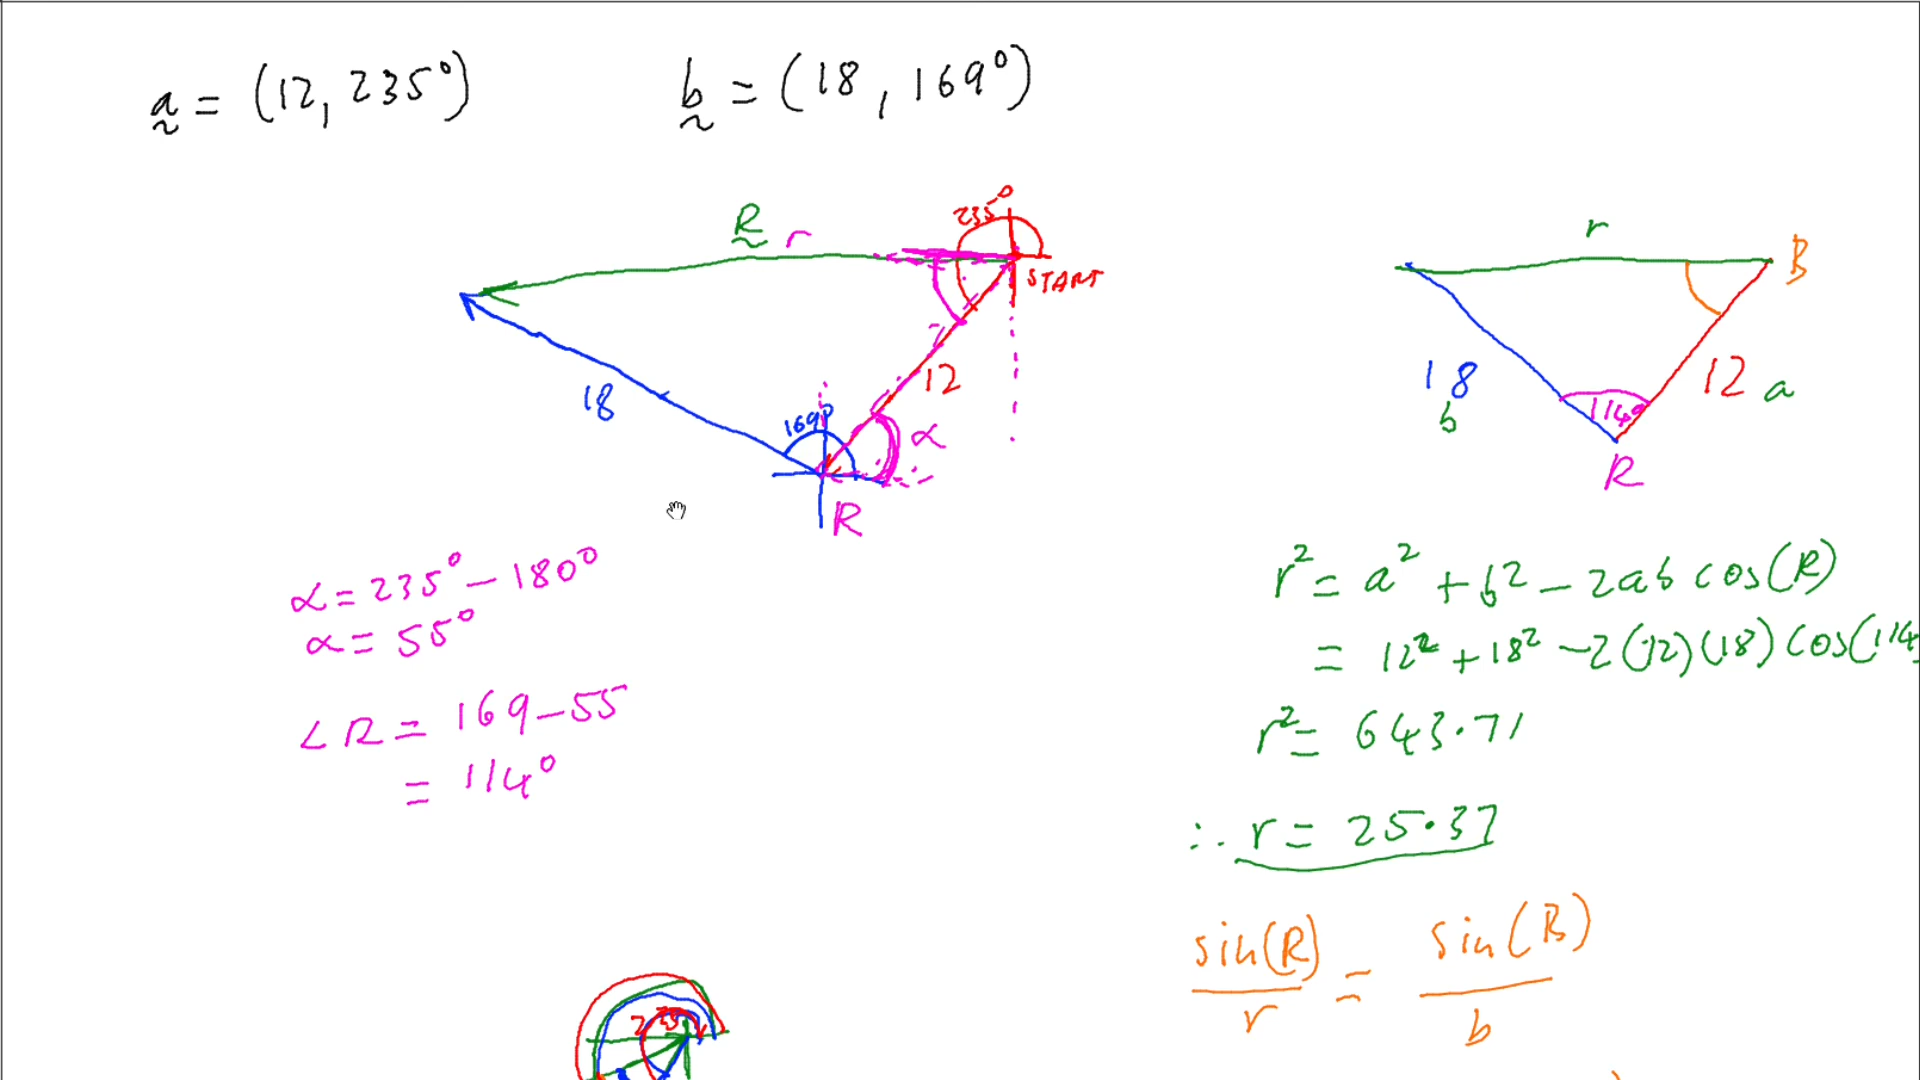 a = (12, 235°)
b = (18, 169°)
235°
R r
START
12
18
169°
α
R
r
B
18
12 a
b
114°
R
α = 235° - 180°
α = 55°
∠R = 169 - 55
= 114°
r² = a² + b² - 2ab cos(R)
= 12² + 18² - 2(12)(18) cos(114
r² = 643.71
∴ r = 25.37
sin(R)/r = sin(B)/b
235